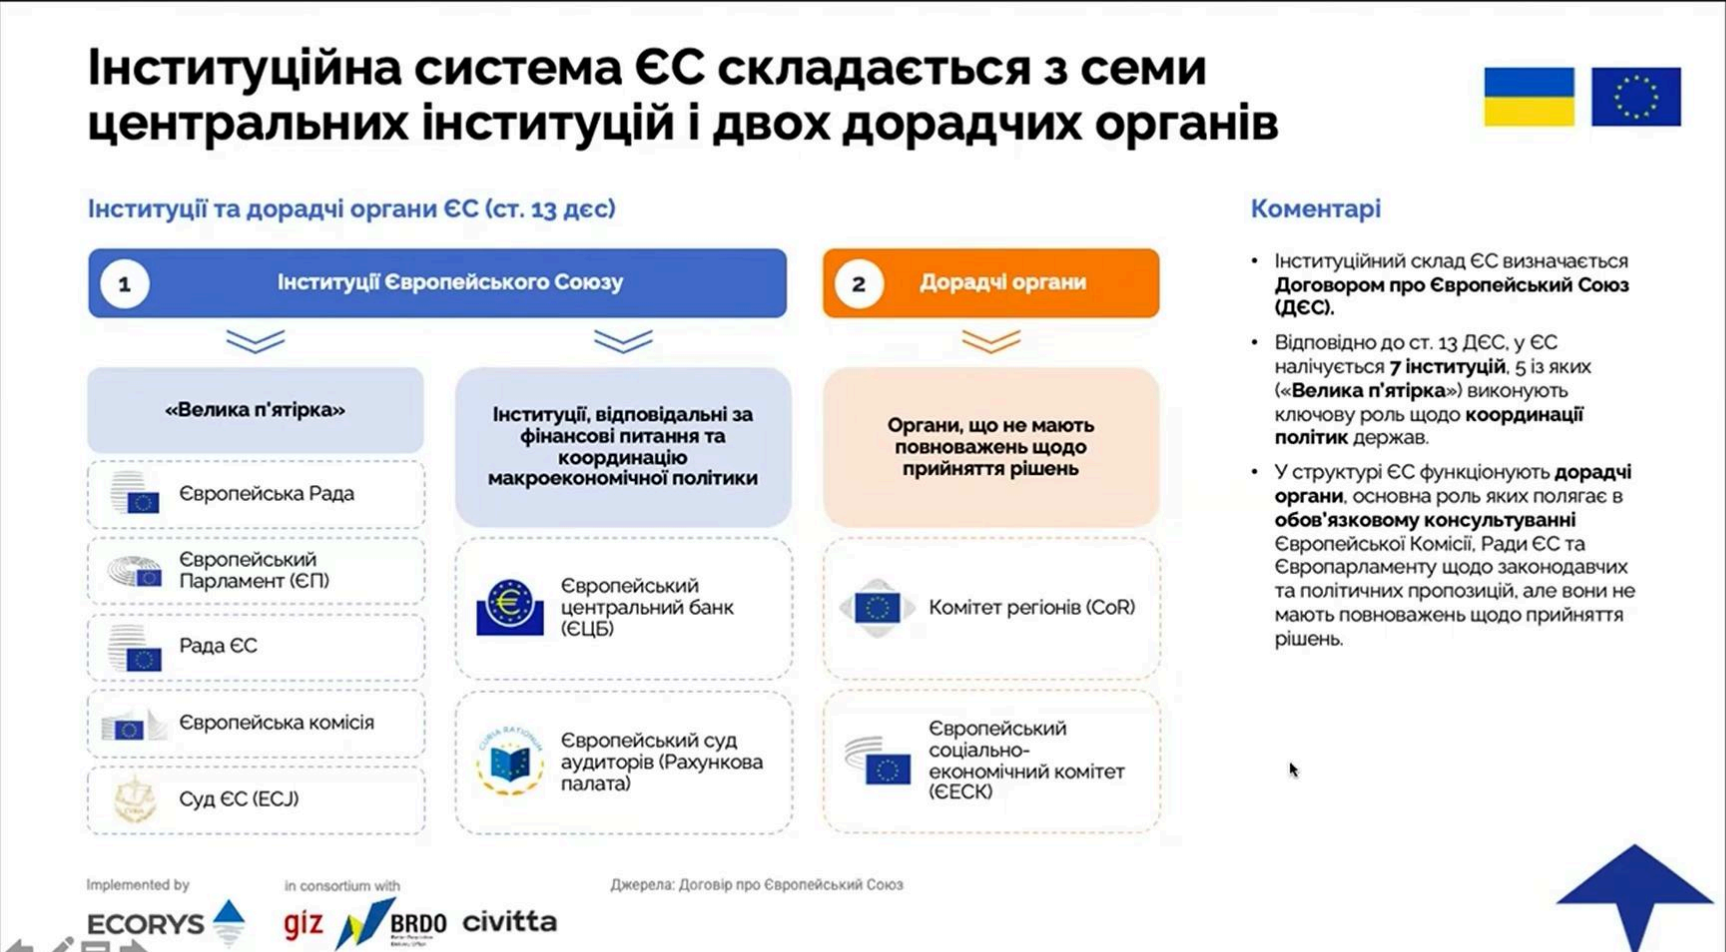 Інституційна система ЄС складається з семи
центральних інституцій і двох дорадчих органів
Інституції та дорадчі органи ЄС (ст. 13 дєс)
1
Інституції Європейського Союзу
«Велика п'ятірка»
Європейська Рада
Європейський
Парламент (ЄП)
Рада ЄС
Європейська комісія
Суд ЄС (ECJ)
Інституції, відповідальні за
фінансові питання та
координацію
макроекономічної політики
Європейський
центральний банк
(ЄЦБ)
CURIA RATIONUM
Європейський суд
аудиторів (Рахункова
палата)
2
Дорадчі органи
Органи, що не мають
повноважень щодо
прийняття рішень
Комітет регіонів (CoR)
Європейський
соціально-
економічний комітет
(ЄЕСК)
Коментарі
• Інституційний склад ЄС визначається
Договором про Європейський Союз
(ДЄС).
• Відповідно до ст. 13 ДЄС, у ЄС
налічується 7 інституцій, 5 із яких
(«Велика п'ятірка») виконують
ключову роль щодо координації
політик держав.
• У структурі ЄС функціонують дорадчі
органи, основна роль яких полягає в
обов'язковому консультуванні
Європейської Комісії, Ради ЄС та
Європарламенту щодо законодавчих
та політичних пропозицій, але вони не
мають повноважень щодо прийняття
рішень.
Implemented by
ECORYS
in consortium with
giz
BRDO
civitta
Джерела: Договір про Європейський Союз